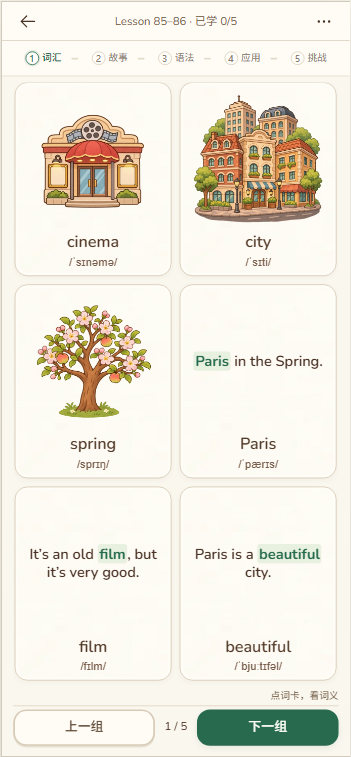 Lesson 85–86 · 已学 0/5
1 词汇 – 2 故事 – 3 语法 – 4 应用 – 5 挑战
cinema
/ˈsɪnəmə/
city
/ˈsɪti/
spring
/sprɪŋ/
Paris in the Spring.
Paris
/ˈpærɪs/
It's an old film, but
it's very good.
film
/fɪlm/
Paris is a beautiful
city.
beautiful
/ˈbjuːtɪfəl/
点词卡，看词义
上一组
1 / 5
下一组